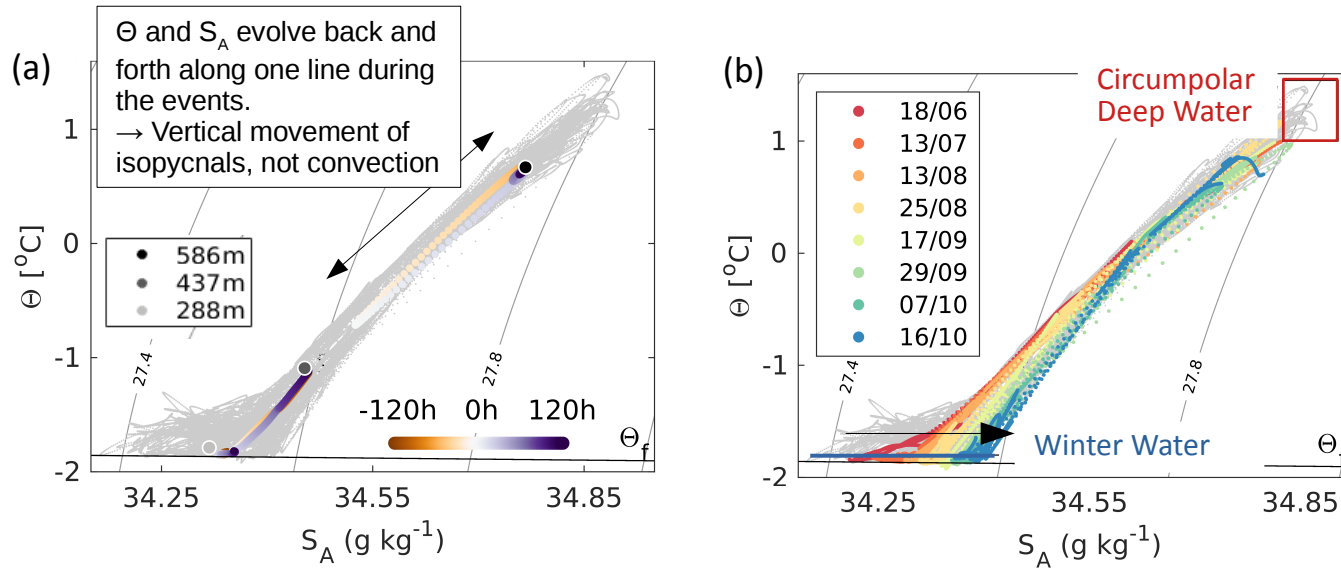 (a)
Θ and S_A evolve back and
forth along one line during
the events.
→ Vertical movement of
isopycnals, not convection
586m
437m
288m
-120h 0h 120h
27.4
27.8
Θ_f
1
0
-1
-2
34.25 34.55 34.85
Θ [°C]
S_A (g kg⁻¹)
(b)
Circumpolar
Deep Water
18/06
13/07
13/08
25/08
17/09
29/09
07/10
16/10
27.4
27.8
Winter Water
Θ
1
0
-1
-2
34.25 34.55 34.85
Θ [°C]
S_A (g kg⁻¹)